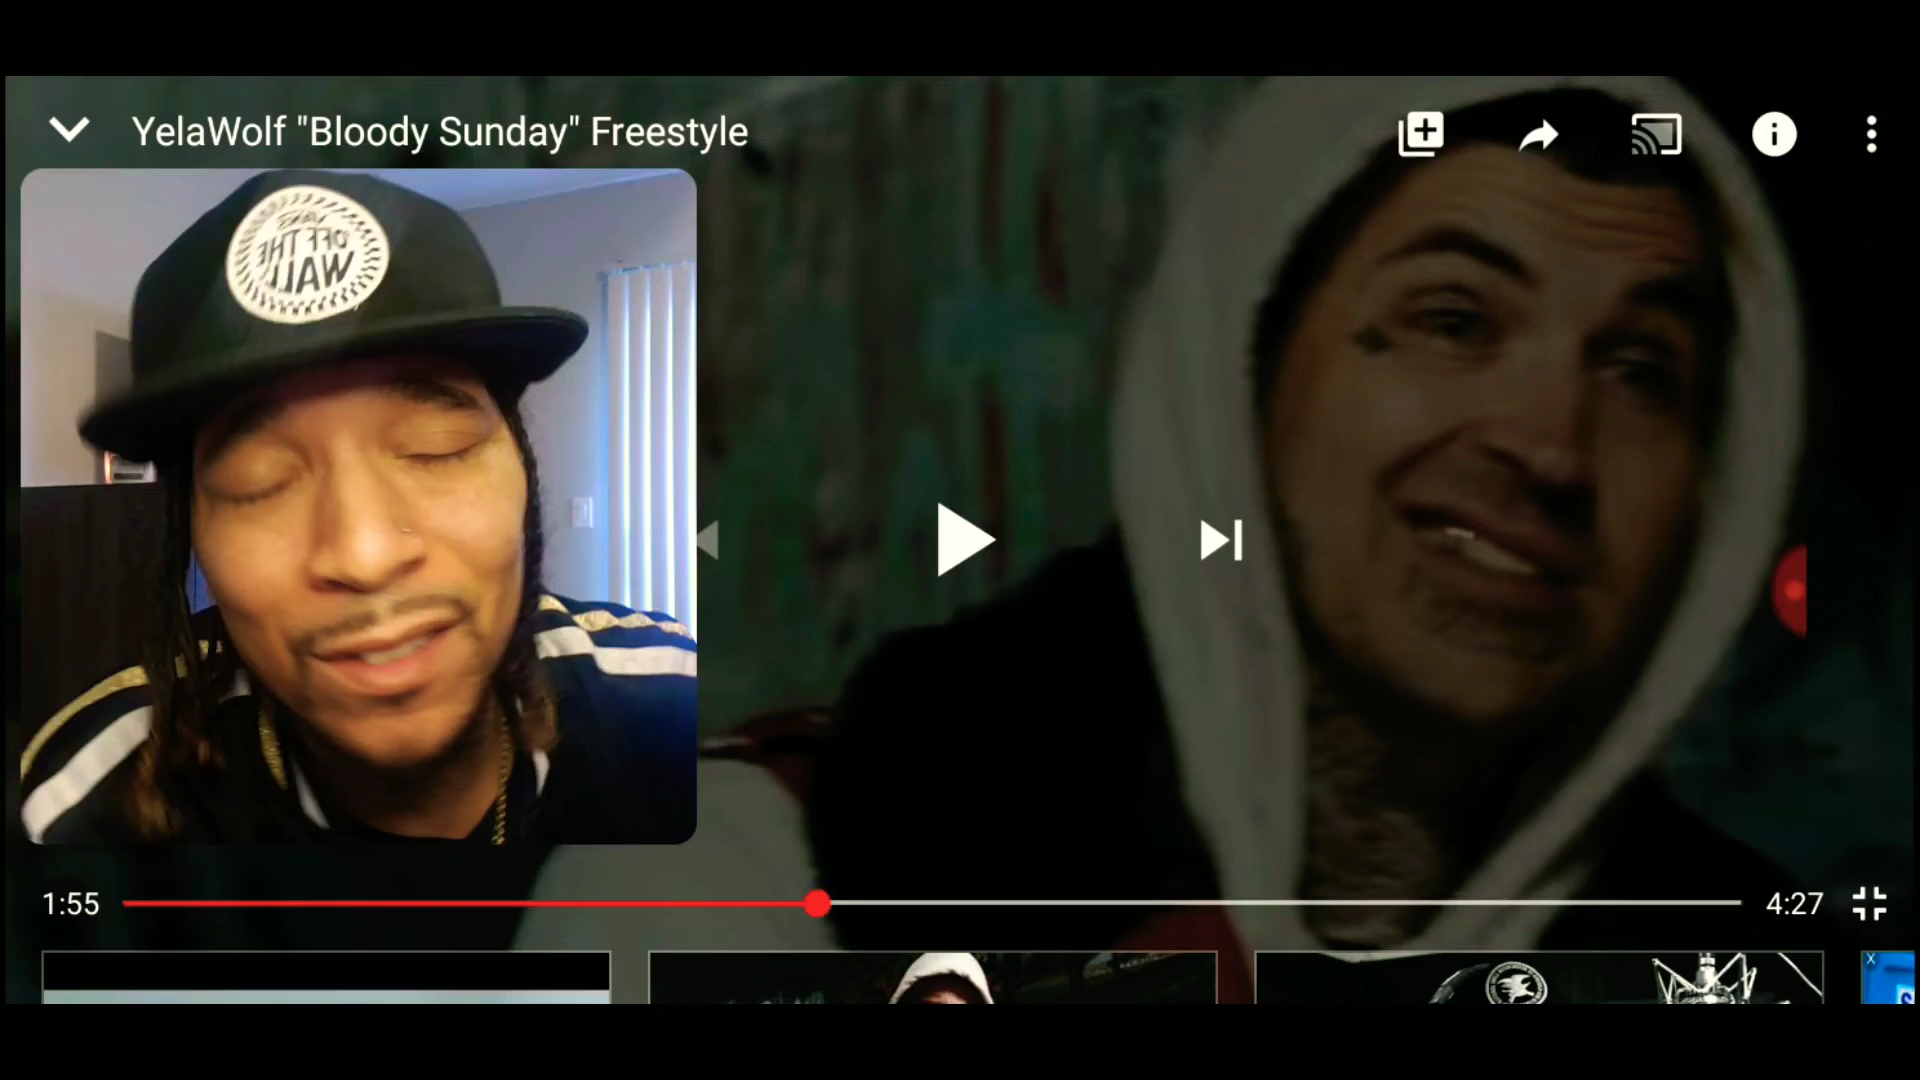 YelaWolf "Bloody Sunday" Freestyle
OFF THE
WALL
1:55
4:27
X
S